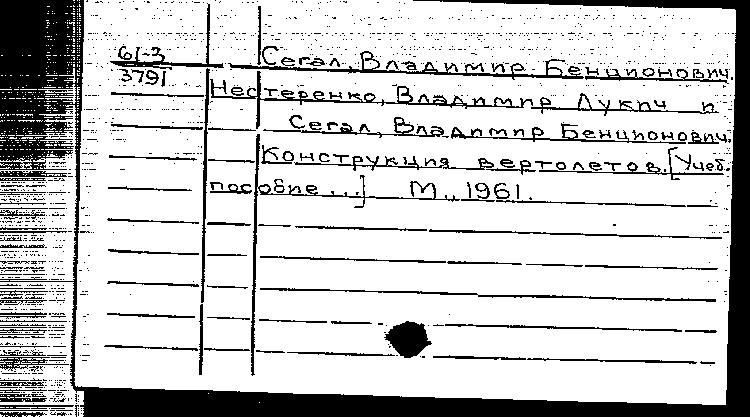 61-3 Сегал, Владимир Бенционович.
3791 Нестеренко, Владимир Лукич и
Сегал, Владимир Бенционович.
Конструкция вертолетов. [Учеб.
пособие ...] М., 1961.